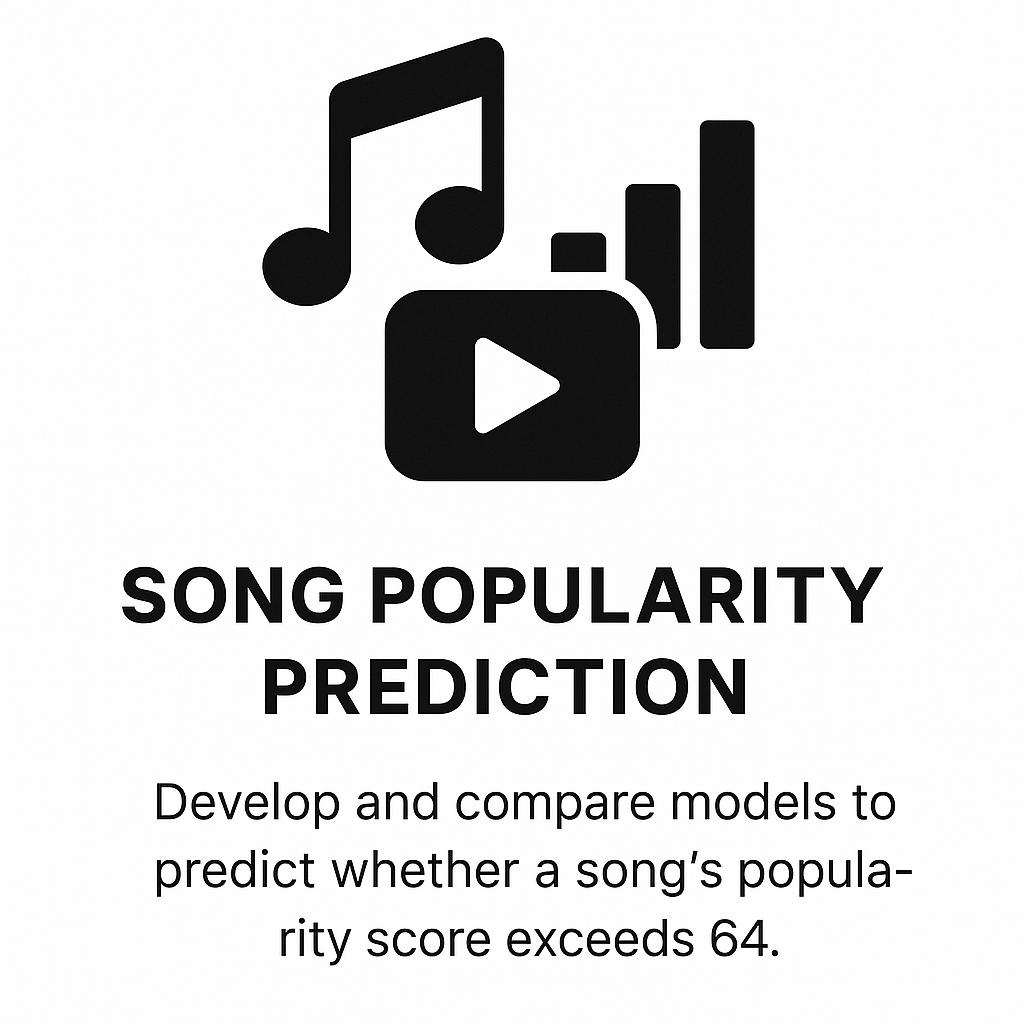 SONG POPULARITY
PREDICTION
Develop and compare models to
predict whether a song’s popula-
rity score exceeds 64.